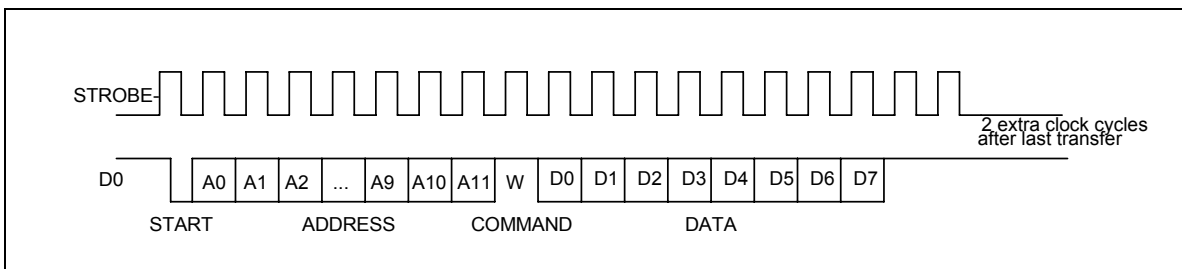 STROBE-
2 extra clock cycles
after last transfer
D0 A0 A1 A2 ... A9 A10 A11 W D0 D1 D2 D3 D4 D5 D6 D7
START ADDRESS COMMAND DATA